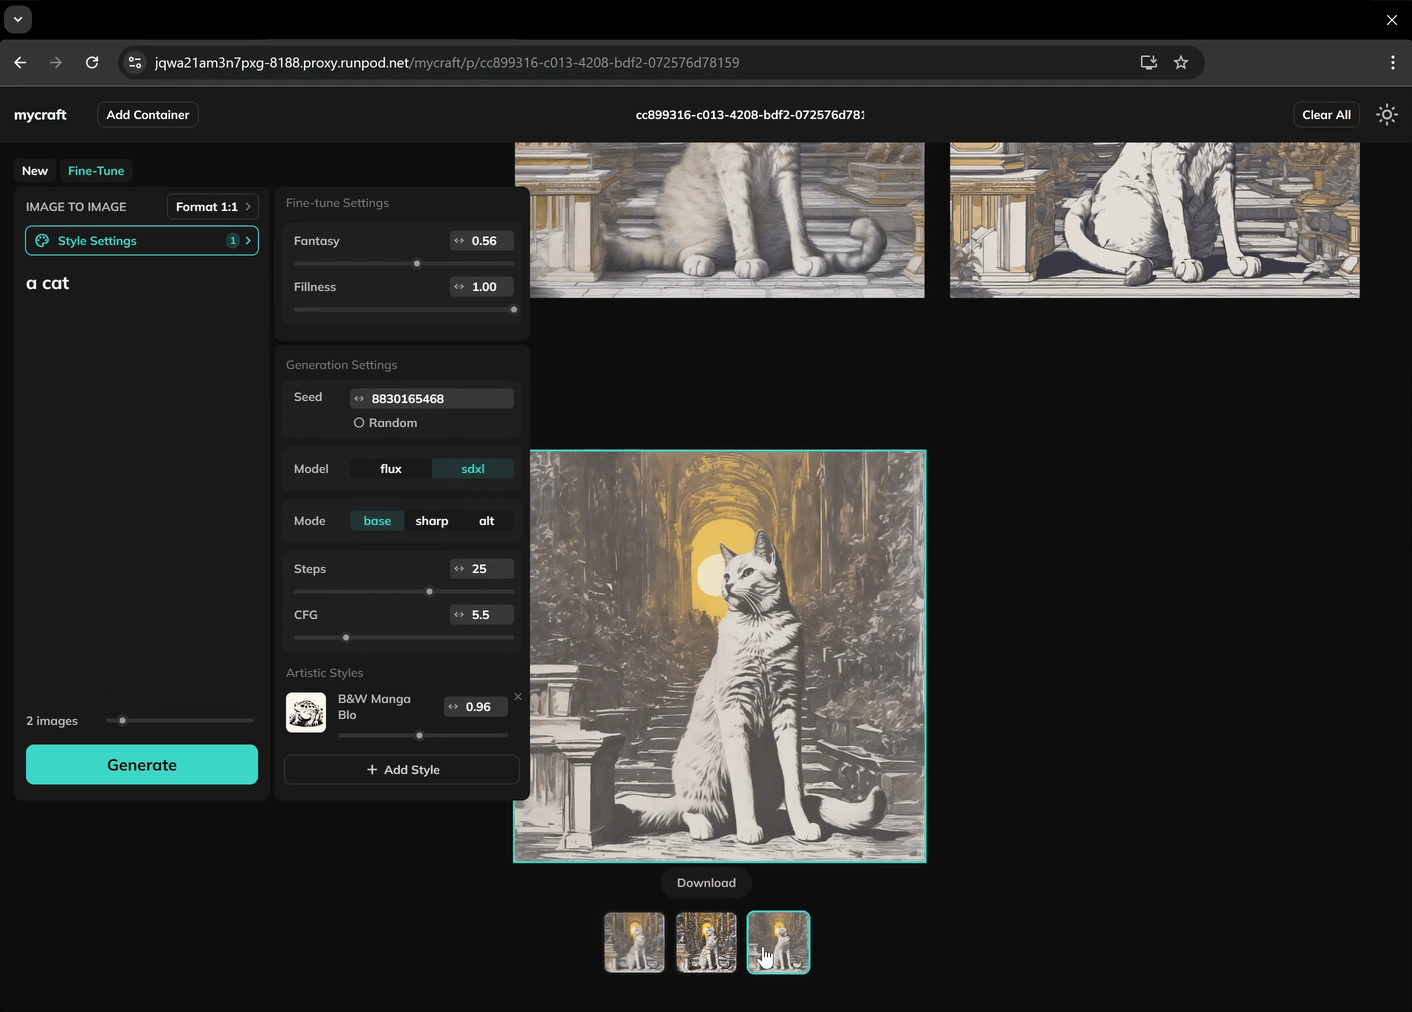 jqwa21am3n7pxg-8188.proxy.runpod.net/mycraft/p/cc899316-c013-4208-bdf2-072576d78159
mycraft
Add Container
cc899316-c013-4208-bdf2-072576d781
Clear All
New
Fine-Tune
IMAGE TO IMAGE
Format 1:1
Style Settings
1
a cat
2 images
Generate
Fine-tune Settings
Fantasy
0.56
Fillness
1.00
Generation Settings
Seed
8830165468
Random
Model
flux
sdxl
Mode
base
sharp
alt
Steps
25
CFG
5.5
Artistic Styles
B&W Manga
Blo
0.96
+ Add Style
Download